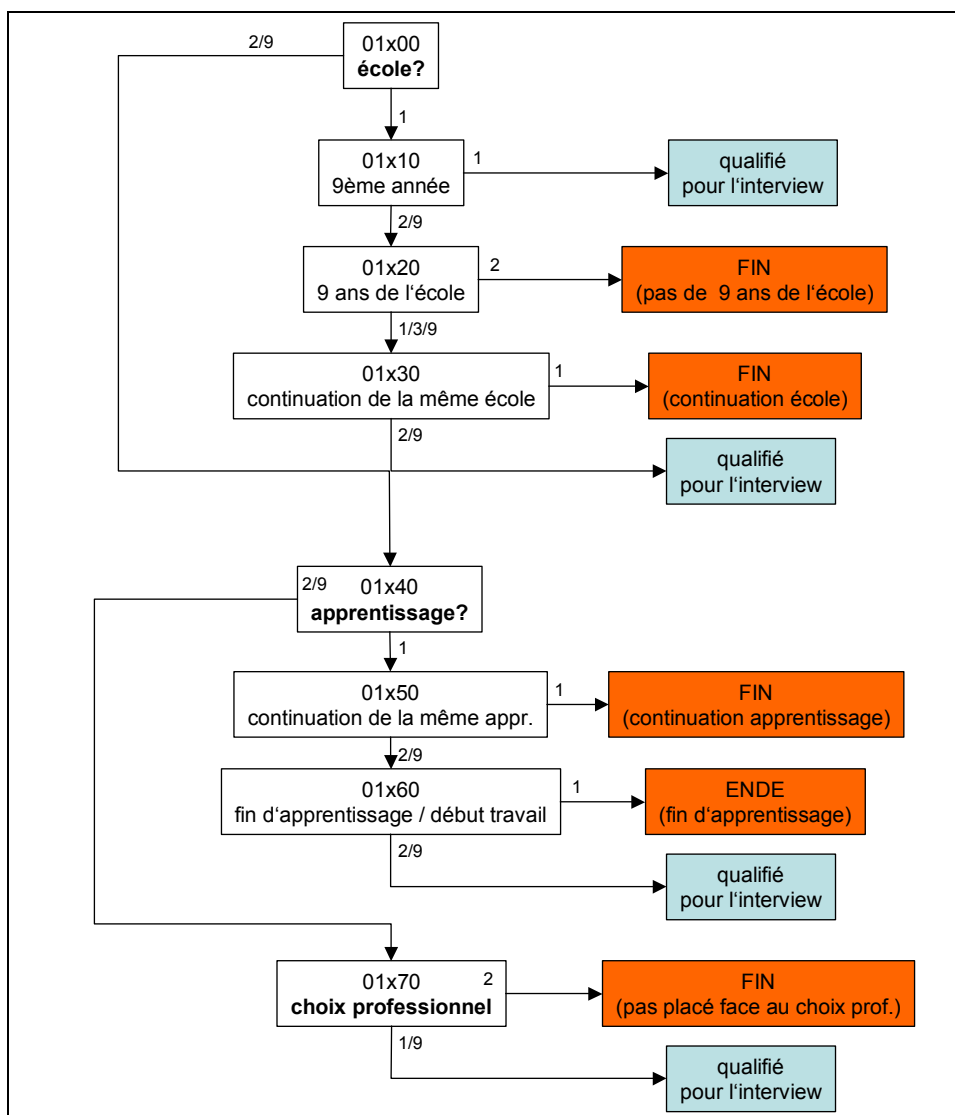 2/9
01x00
école?
1
01x10
9ème année
1
qualifié
pour l‘interview
2/9
01x20
9 ans de l‘école
2
FIN
(pas de 9 ans de l‘école)
1/3/9
01x30
continuation de la même école
1
FIN
(continuation école)
2/9
qualifié
pour l‘interview
2/9
01x40
apprentissage?
1
01x50
continuation de la même appr.
1
FIN
(continuation apprentissage)
2/9
01x60
fin d‘apprentissage / début travail
1
ENDE
(fin d‘apprentissage)
2/9
qualifié
pour l‘interview
01x70
choix professionnel
2
FIN
(pas placé face au choix prof.)
1/9
qualifié
pour l‘interview